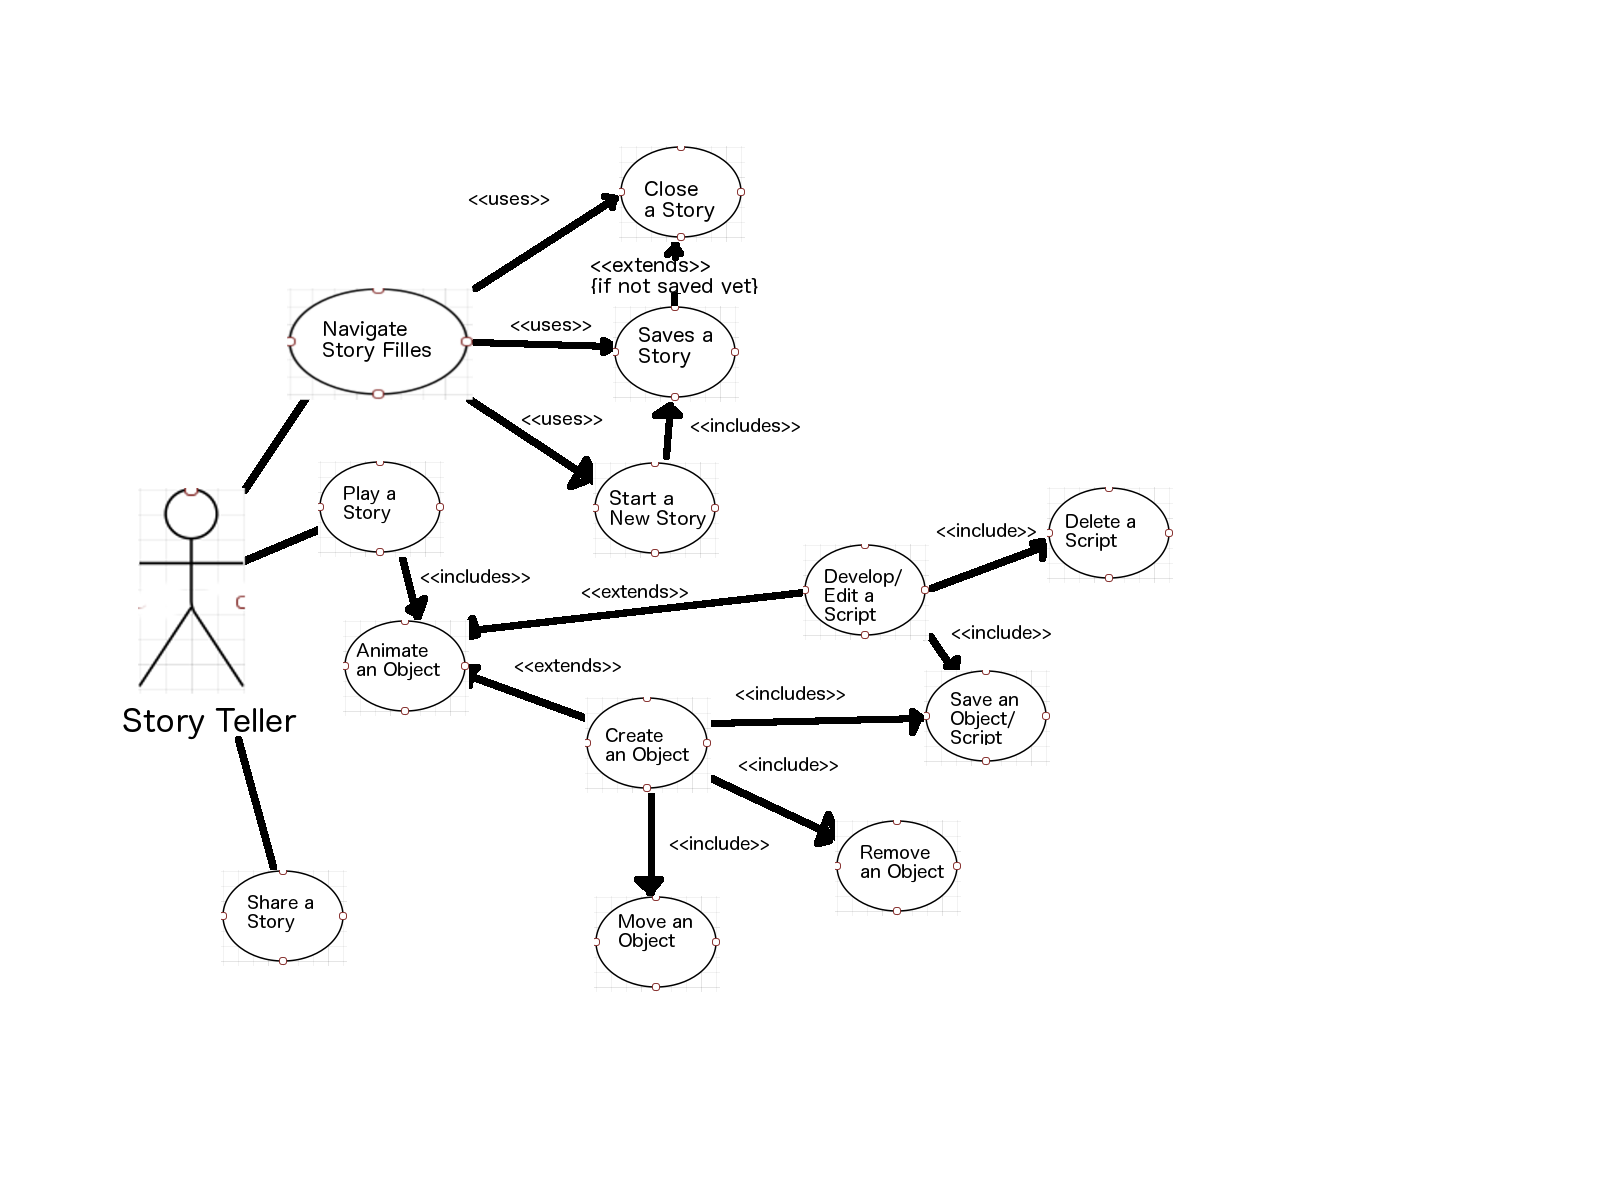 <<uses>>
Close
a Story
<<extends>>
{if not saved yet}
Navigate
Story Filles
<<uses>>
Saves a
Story
<<uses>>
<<includes>>
Play a
Story
Start a
New Story
Delete a
Script
<<include>>
<<includes>>
<<extends>>
Develop/
Edit a
Script
<<include>>
Animate
an Object
<<extends>>
<<includes>>
Save an
Object/
Script
Story Teller
Create
an Object
<<include>>
<<include>>
Remove
an Object
Share a
Story
Move an
Object